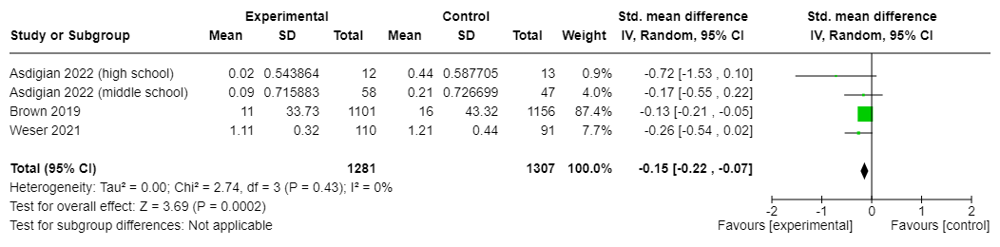 Experimental Control Std. mean difference Std. mean difference
Study or Subgroup Mean SD Total Mean SD Total Weight IV, Random, 95% CI IV, Random, 95% CI
Asdigian 2022 (high school) 0.02 0.543864 12 0.44 0.587705 13 0.9% -0.72 [-1.53 , 0.10]
Asdigian 2022 (middle school) 0.09 0.715883 58 0.21 0.726699 47 4.0% -0.17 [-0.55 , 0.22]
Brown 2019 11 33.73 1101 16 43.32 1156 87.4% -0.13 [-0.21 , -0.05]
Weser 2021 1.11 0.32 110 1.21 0.44 91 7.7% -0.26 [-0.54 , 0.02]
Total (95% CI) 1281 1307 100.0% -0.15 [-0.22 , -0.07]
Heterogeneity: Tau² = 0.00; Chi² = 2.74, df = 3 (P = 0.43); I² = 0%
Test for overall effect: Z = 3.69 (P = 0.0002) -2 -1 0 1 2
Test for subgroup differences: Not applicable Favours [experimental] Favours [control]